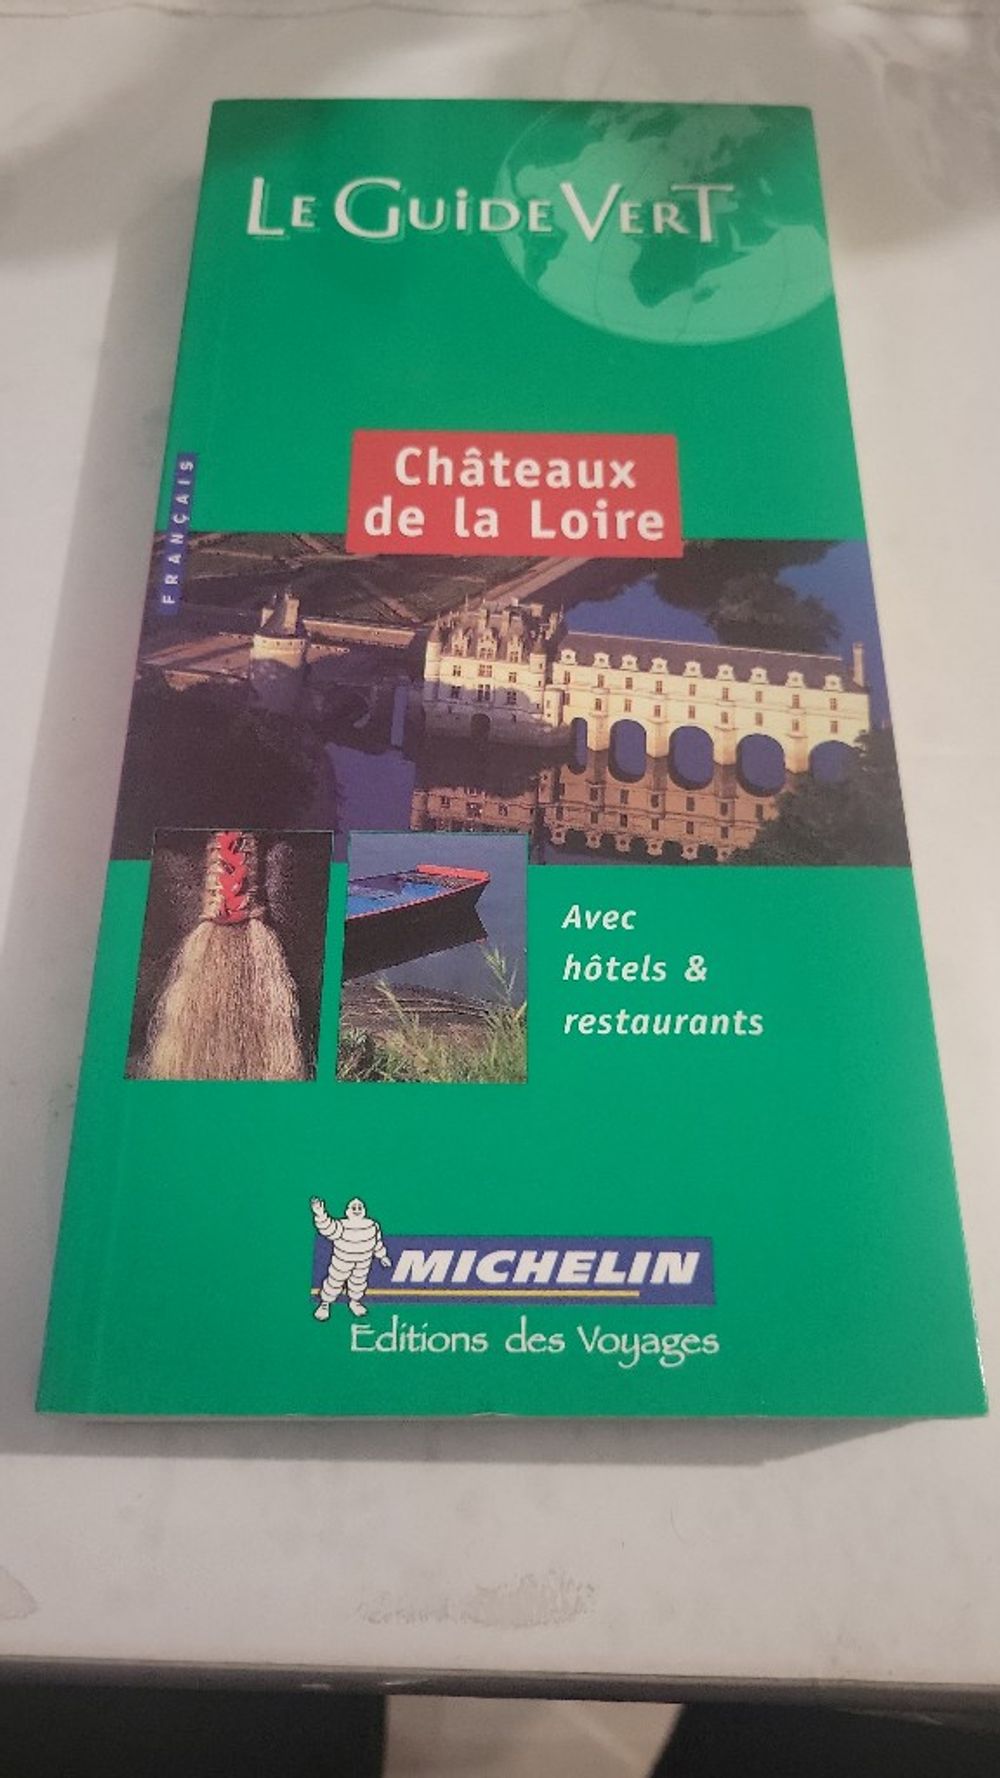 LE GUIDE VERT
Châteaux
de la Loire
FRANÇAIS
Avec
hôtels &
restaurants
MICHELIN
Editions des Voyages